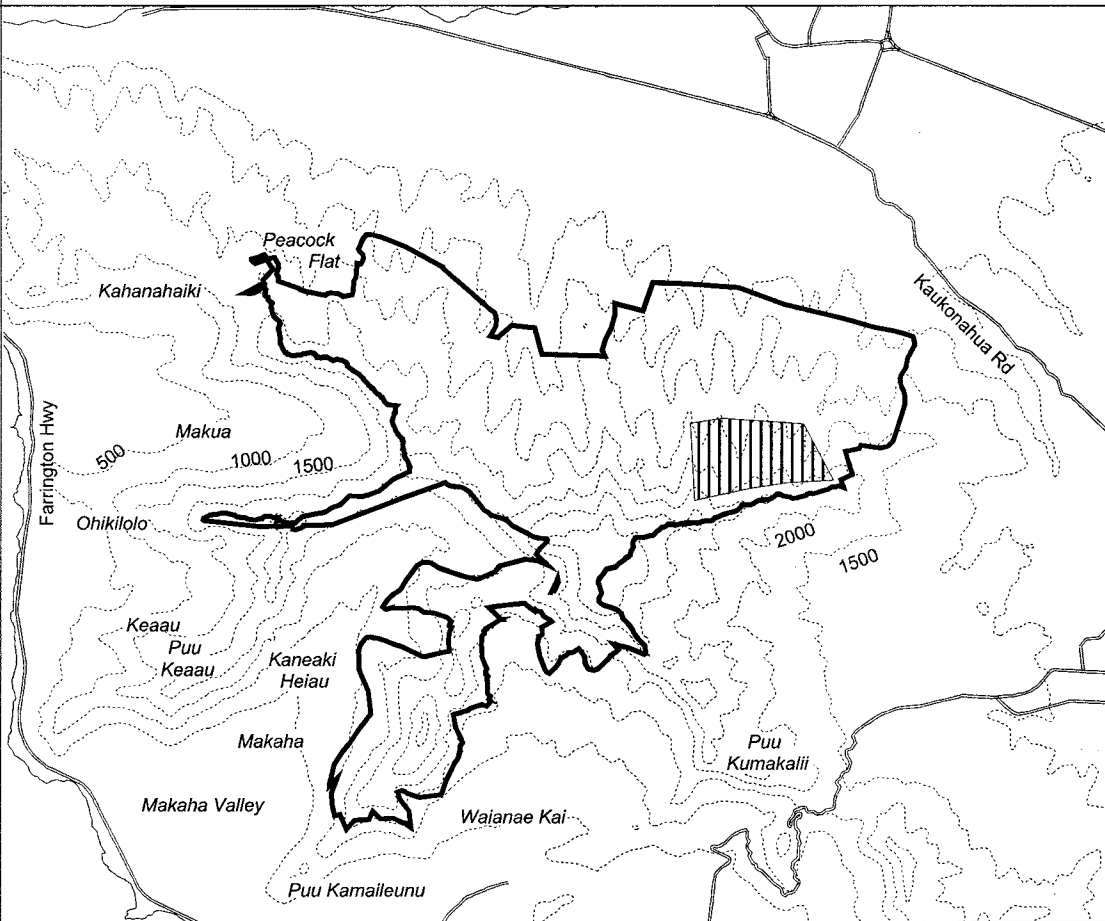 Peacock
Flat
Kahanahaiki
Kaukonahua Rd
Farrington Hwy
Makua
500
1000
1500
Ohikilolo
2000
1500
Keaau
Puu
Keaau
Kaneaki
Heiau
Makaha
Puu
Kumakalii
Makaha Valley
Waianae Kai
Puu Kamaileunu